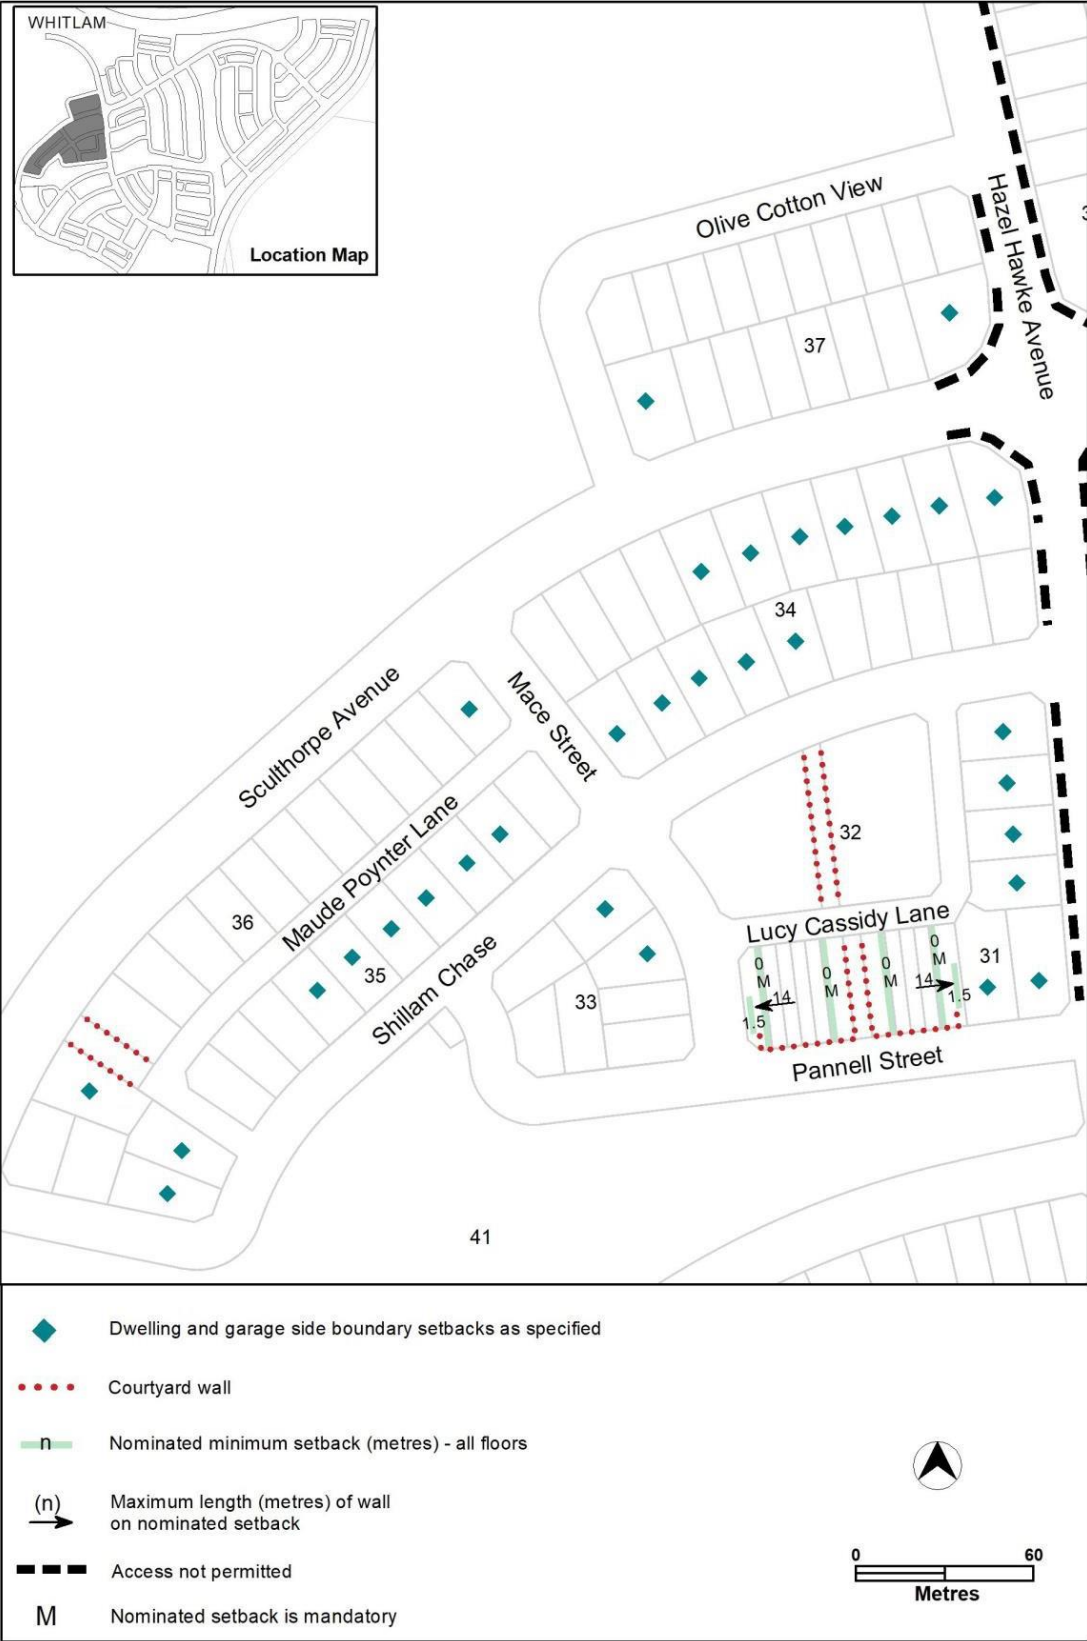 WHITLAM
Location Map
Olive Cotton View
Hazel Hawke Avenue
37
34
Sculthorpe Avenue
Mace Street
Maude Poynter Lane
32
36
Lucy Cassidy Lane
35
Shillam Chase
33
31
0
M
0
M
0
M
0
M
14
14
1.5
1.5
Pannell Street
41
Dwelling and garage side boundary setbacks as specified
Courtyard wall
n
Nominated minimum setback (metres) - all floors
(n)
Maximum length (metres) of wall
on nominated setback
Access not permitted
M
Nominated setback is mandatory
0
60
Metres